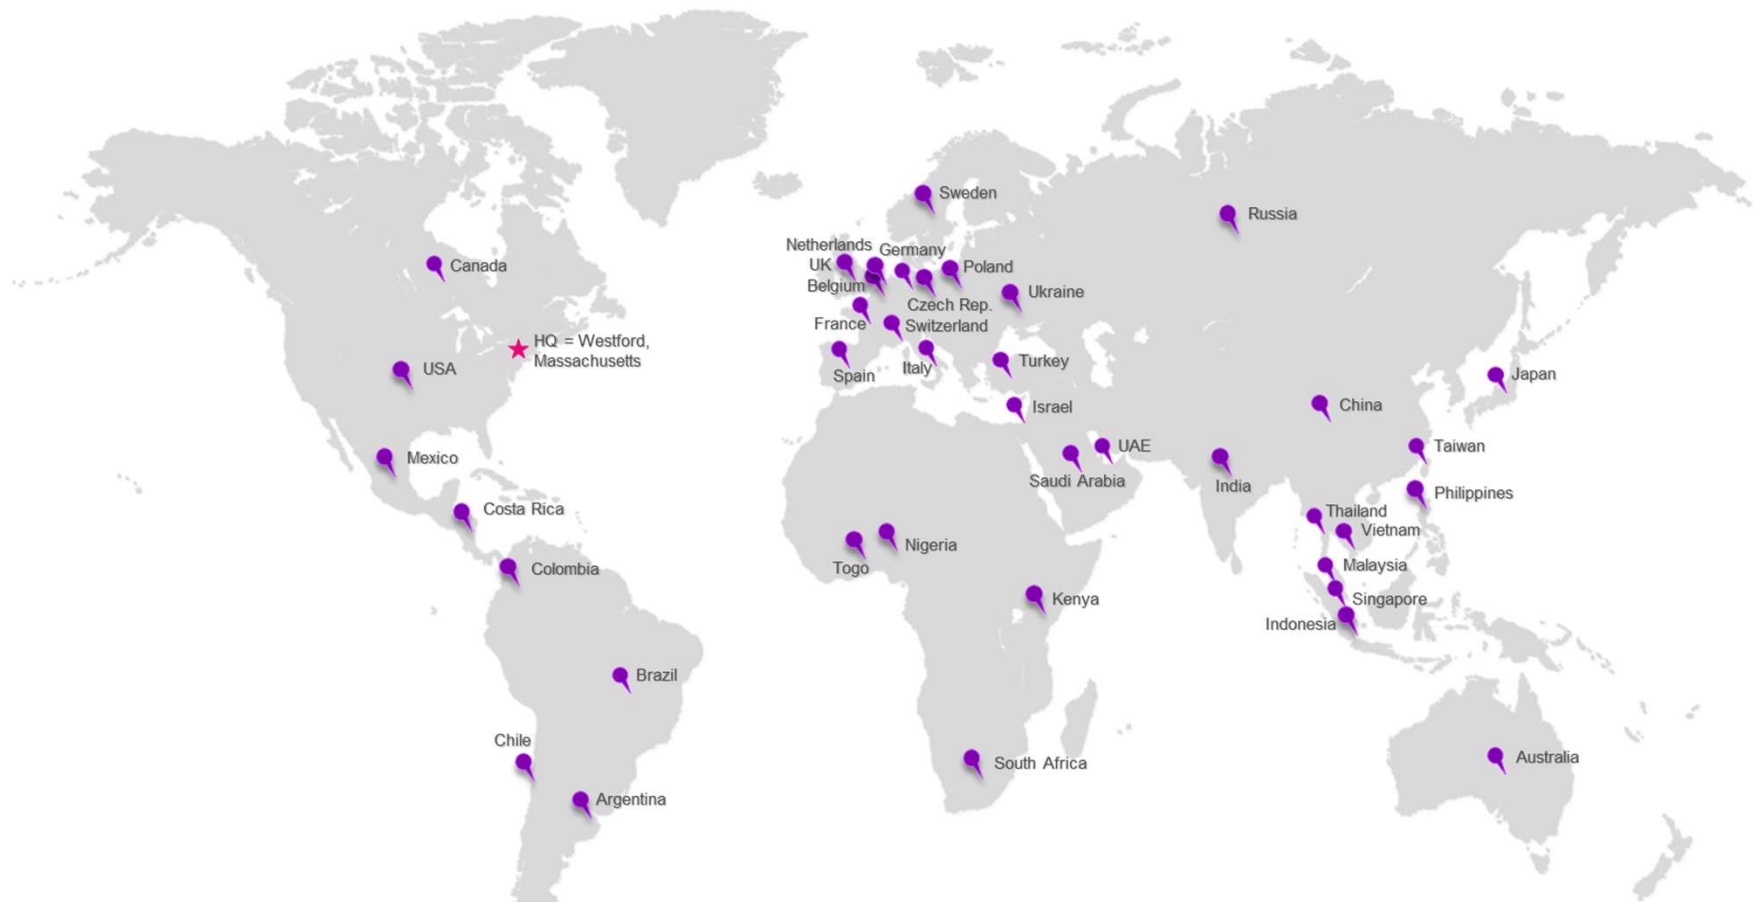 Sweden
Russia
Netherlands
Germany
UK
Belgium
Poland
Czech Rep.
Ukraine
Canada
France
Switzerland
HQ = Westford,
Massachusetts
USA
Spain
Italy
Turkey
Japan
Israel
China
Mexico
UAE
Saudi Arabia
Taiwan
India
Philippines
Costa Rica
Thailand
Vietnam
Nigeria
Togo
Colombia
Malaysia
Kenya
Singapore
Indonesia
Brazil
Chile
South Africa
Australia
Argentina